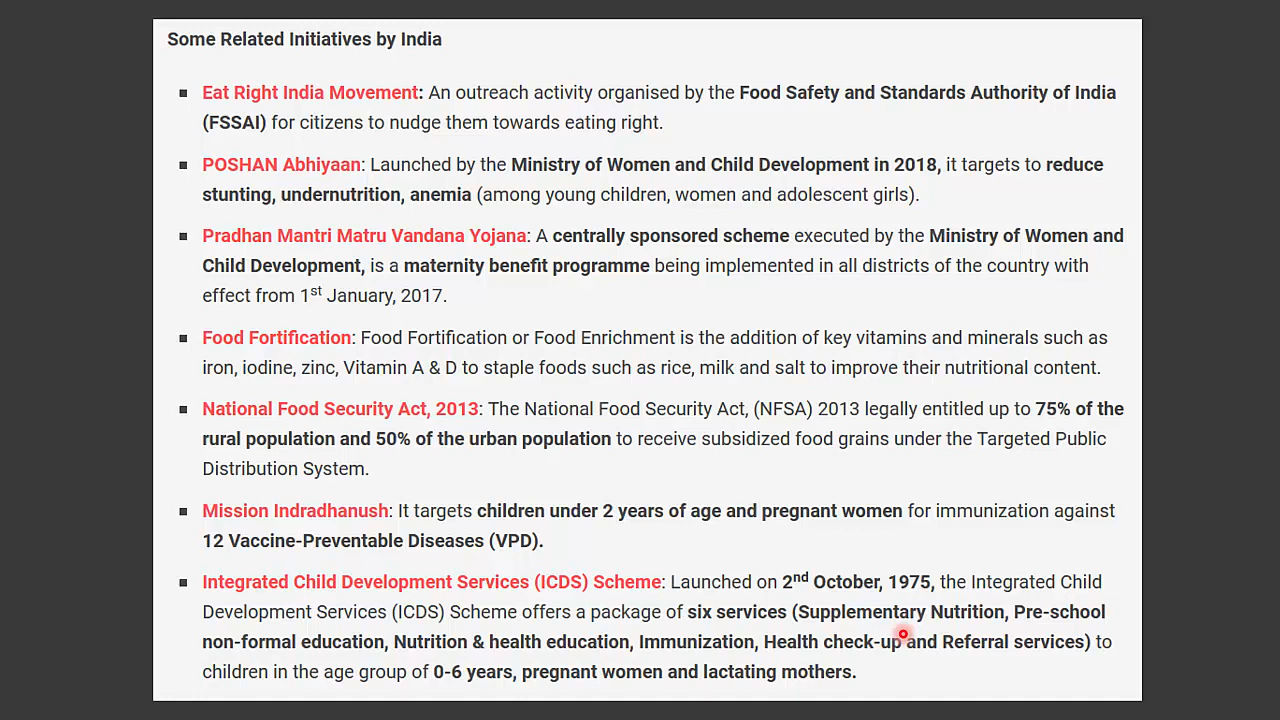 Some Related Initiatives by India
Eat Right India Movement: An outreach activity organised by the Food Safety and Standards Authority of India
(FSSAI) for citizens to nudge them towards eating right.
POSHAN Abhiyaan: Launched by the Ministry of Women and Child Development in 2018, it targets to reduce
stunting, undernutrition, anemia (among young children, women and adolescent girls).
Pradhan Mantri Matru Vandana Yojana: A centrally sponsored scheme executed by the Ministry of Women and
Child Development, is a maternity benefit programme being implemented in all districts of the country with
effect from 1st January, 2017.
Food Fortification: Food Fortification or Food Enrichment is the addition of key vitamins and minerals such as
iron, iodine, zinc, Vitamin A & D to staple foods such as rice, milk and salt to improve their nutritional content.
National Food Security Act, 2013: The National Food Security Act, (NFSA) 2013 legally entitled up to 75% of the
rural population and 50% of the urban population to receive subsidized food grains under the Targeted Public
Distribution System.
Mission Indradhanush: It targets children under 2 years of age and pregnant women for immunization against
12 Vaccine-Preventable Diseases (VPD).
Integrated Child Development Services (ICDS) Scheme: Launched on 2nd October, 1975, the Integrated Child
Development Services (ICDS) Scheme offers a package of six services (Supplementary Nutrition, Pre-school
non-formal education, Nutrition & health education, Immunization, Health check-up and Referral services) to
children in the age group of 0-6 years, pregnant women and lactating mothers.